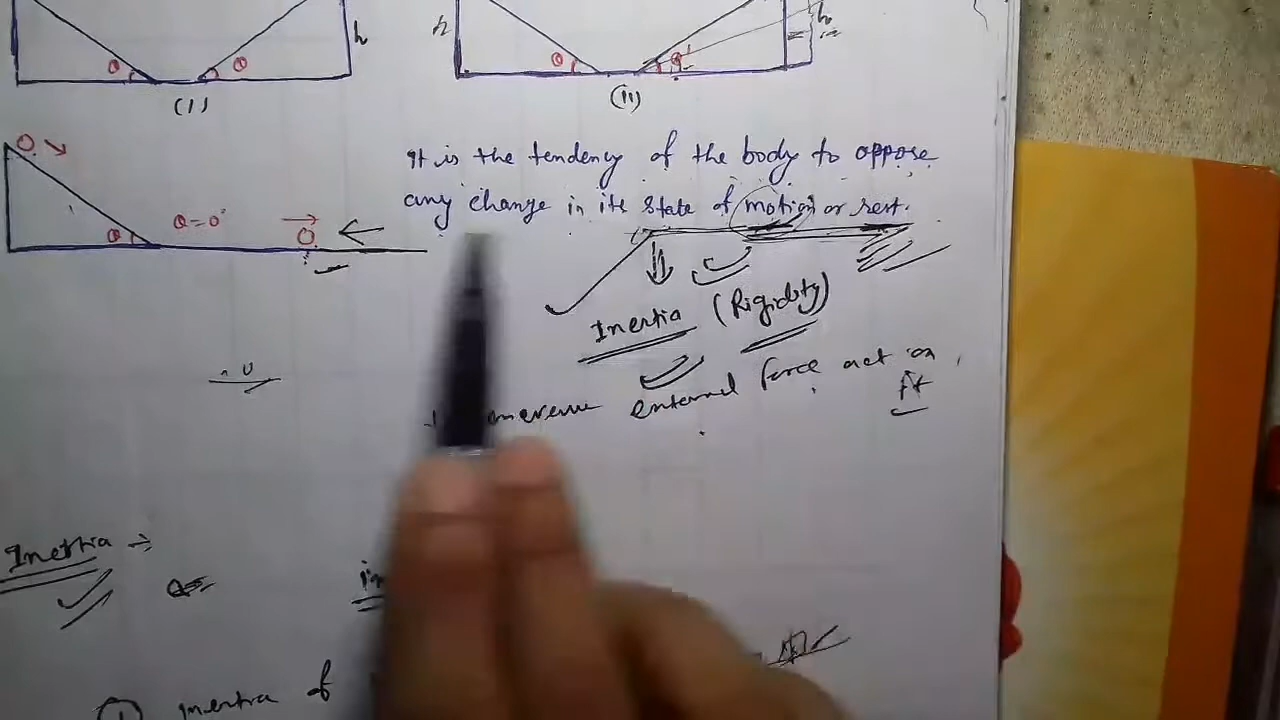 h h h
θ θ θ θ'
(I) (II)
It is the tendency of the body to oppose
any change in its state of motion or rest.
θ θ=0°
Inertia (Rigidity)
external force act on
it
Inertia ⇒
① inertia of